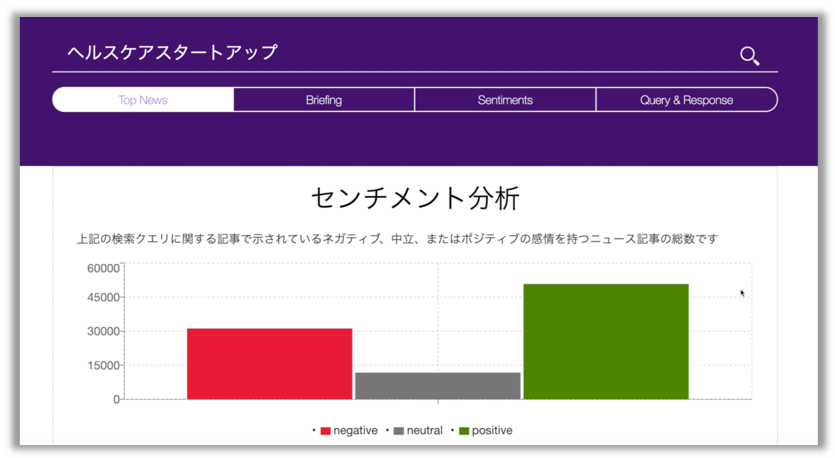 ヘルスケアスタートアップ
Top News Briefing Sentiments Query & Response
センチメント分析
上記の検索クエリに関する記事で示されているネガティブ、中立、またはポジティブの感情を持つニュース記事の総数です
60000
45000
30000
15000
0
negative neutral positive